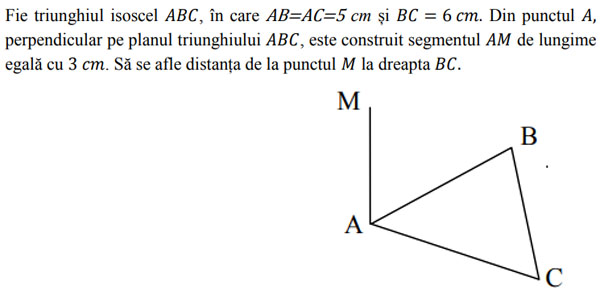 Fie triunghiul isoscel ABC, în care AB=AC=5 cm și BC = 6 cm. Din punctul A,
perpendicular pe planul triunghiului ABC, este construit segmentul AM de lungime
egală cu 3 cm. Să se afle distanța de la punctul M la dreapta BC.
M
B
A
C